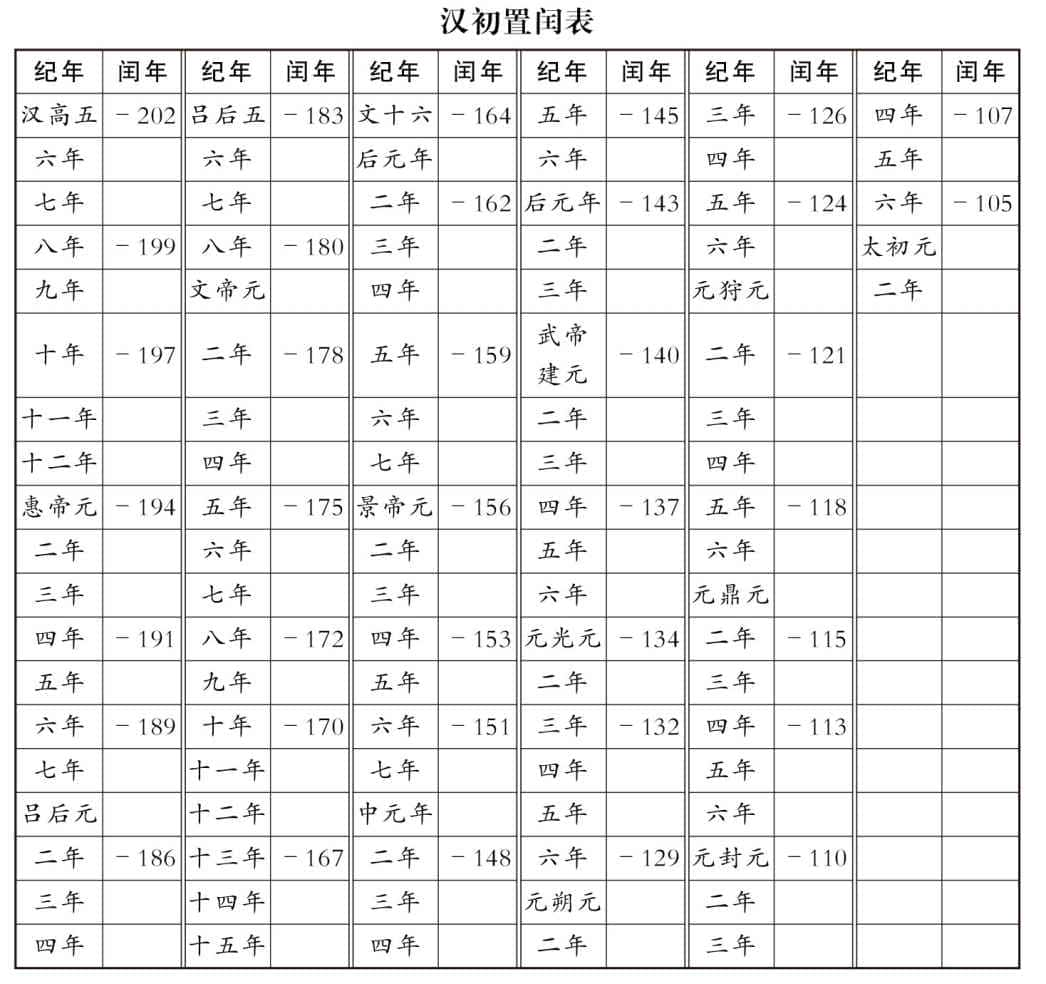 汉初置闰表
纪年 闰年 纪年 闰年 纪年 闰年 纪年 闰年 纪年 闰年 纪年 闰年
汉高五 －202 吕后五 －183 文十六 －164 五年 －145 三年 －126 四年 －107
六年 六年 后元年 六年 四年 五年
七年 七年 二年 －162 后元年 －143 五年 －124 六年 －105
八年 －199 八年 －180 三年 二年 六年 太初元
九年 文帝元 四年 三年 元狩元 二年
十年 －197 二年 －178 五年 －159 武帝建元 －140 二年 －121
十一年 三年 六年 二年 三年
十二年 四年 七年 三年 四年
惠帝元 －194 五年 －175 景帝元 －156 四年 －137 五年 －118
二年 六年 二年 五年 六年
三年 七年 三年 六年 元鼎元
四年 －191 八年 －172 四年 －153 元光元 －134 二年 －115
五年 九年 五年 二年 三年
六年 －189 十年 －170 六年 －151 三年 －132 四年 －113
七年 十一年 七年 四年 五年
吕后元 十二年 中元年 五年 六年
二年 －186 十三年 －167 二年 －148 六年 －129 元封元 －110
三年 十四年 三年 元朔元 二年
四年 十五年 四年 二年 三年